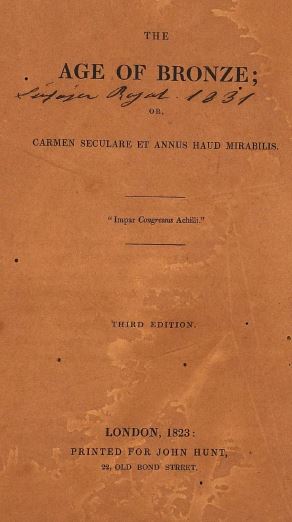 THE
AGE OF BRONZE;
1831
OR,
CARMEN SECULARE ET ANNUS HAUD MIRABILIS.
"Impar Congressus Achilli."
THIRD EDITION.
LONDON, 1823:
PRINTED FOR JOHN HUNT,
22, OLD BOND STREET.